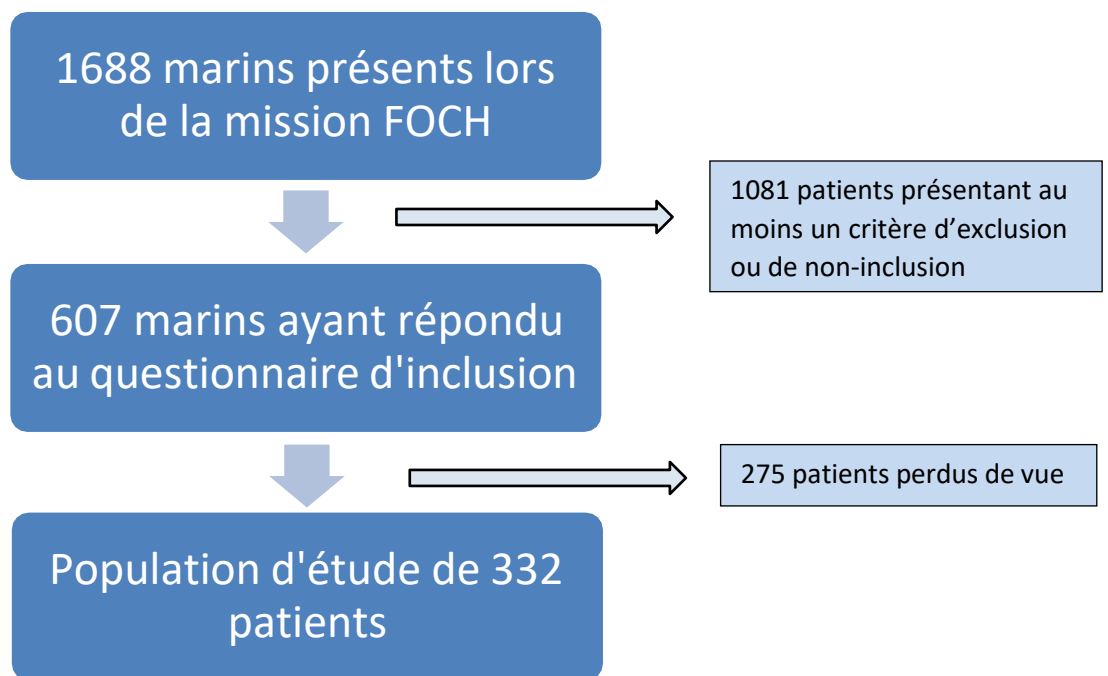 1688 marins présents lors
de la mission FOCH
1081 patients présentant au
moins un critère d’exclusion
ou de non-inclusion
607 marins ayant répondu
au questionnaire d'inclusion
275 patients perdus de vue
Population d'étude de 332
patients